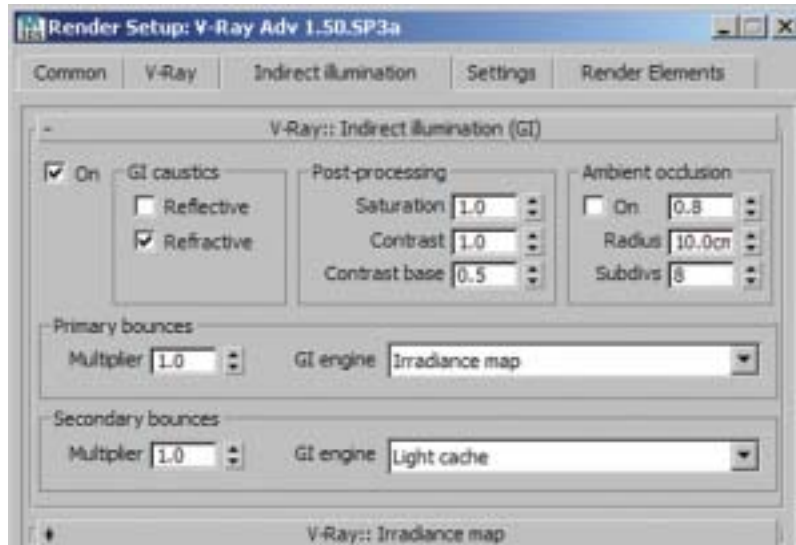 Render Setup: V-Ray Adv 1.50.SP3a
Common V-Ray Indirect illumination Settings Render Elements
- V-Ray:: Indirect illumination (GI)
On
GI caustics
Reflective
Refractive
Post-processing
Saturation 1.0
Contrast 1.0
Contrast base 0.5
Ambient occlusion
On 0.8
Radius 10.0cm
Subdivs 8
Primary bounces
Multiplier 1.0 GI engine Irradiance map
Secondary bounces
Multiplier 1.0 GI engine Light cache
+ V-Ray:: Irradiance map